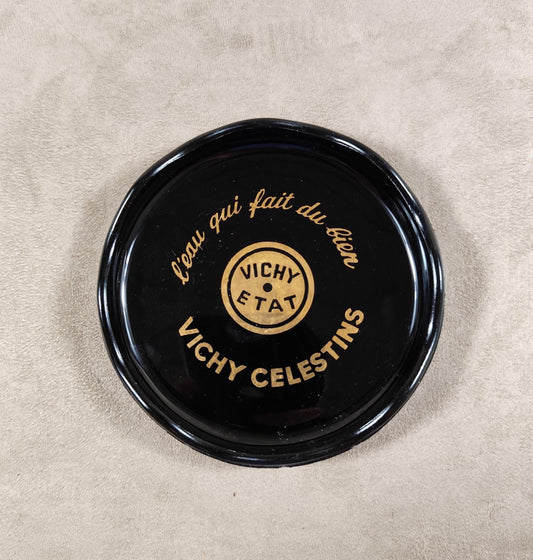 l'eau qui fait du bien
VICHY
ETAT
VICHY CELESTINS